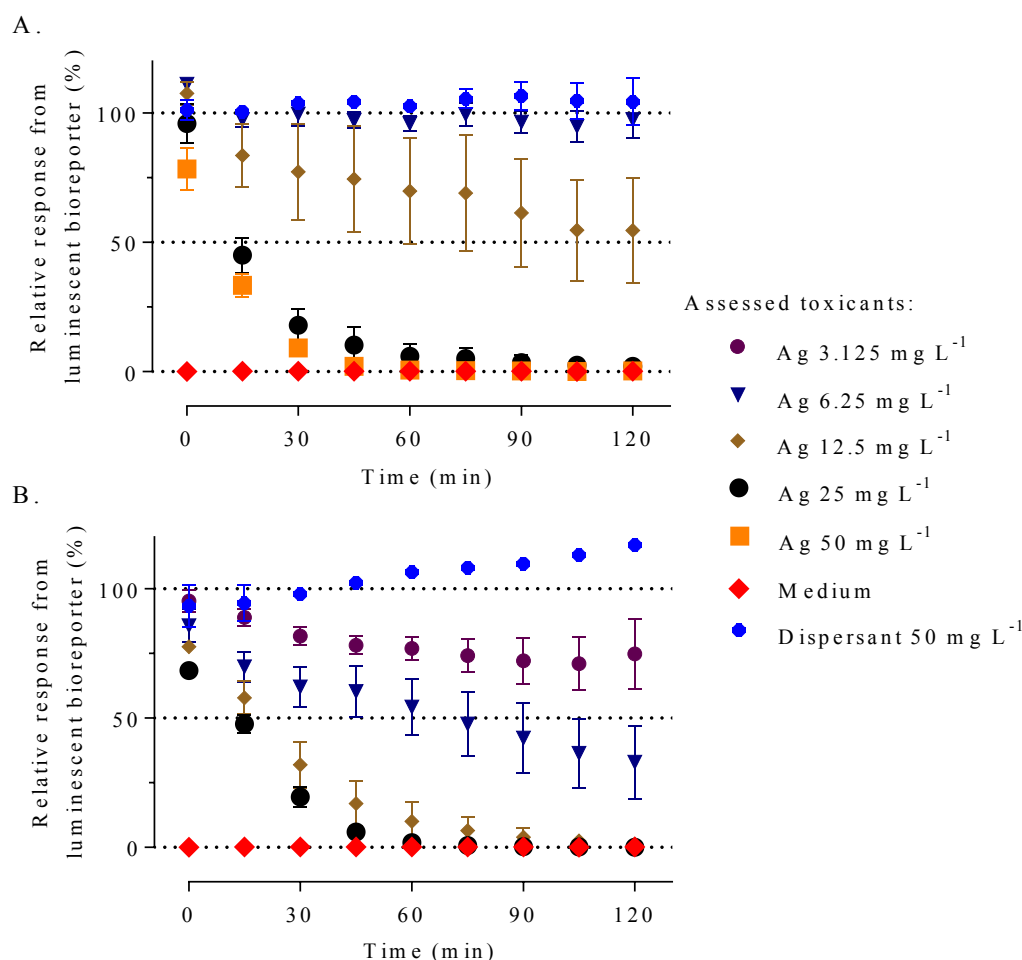 A.
Relative response from
luminescent bioreporter (%)
100
50
0
0 30 60 90 120
Time (min)
B.
Relative response from
luminescent bioreporter (%)
100
50
0
0 30 60 90 120
Time (min)
Assessed toxicants:
Ag 3.125 mg L⁻¹
Ag 6.25 mg L⁻¹
Ag 12.5 mg L⁻¹
Ag 25 mg L⁻¹
Ag 50 mg L⁻¹
Medium
Dispersant 50 mg L⁻¹